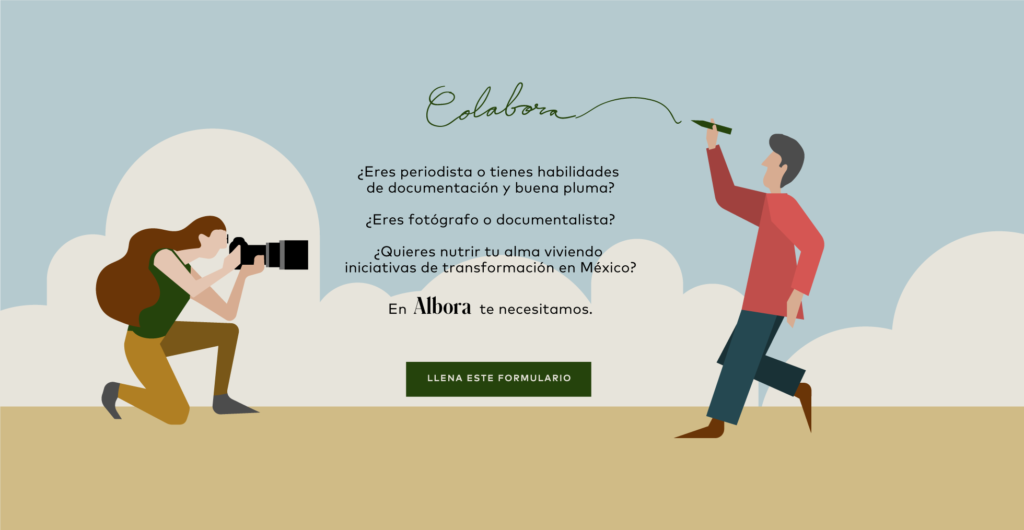 Colabora
¿Eres periodista o tienes habilidades
de documentación y buena pluma?
¿Eres fotógrafo o documentalista?
¿Quieres nutrir tu alma viviendo
iniciativas de transformación en México?
En Albora te necesitamos.
LLENA ESTE FORMULARIO